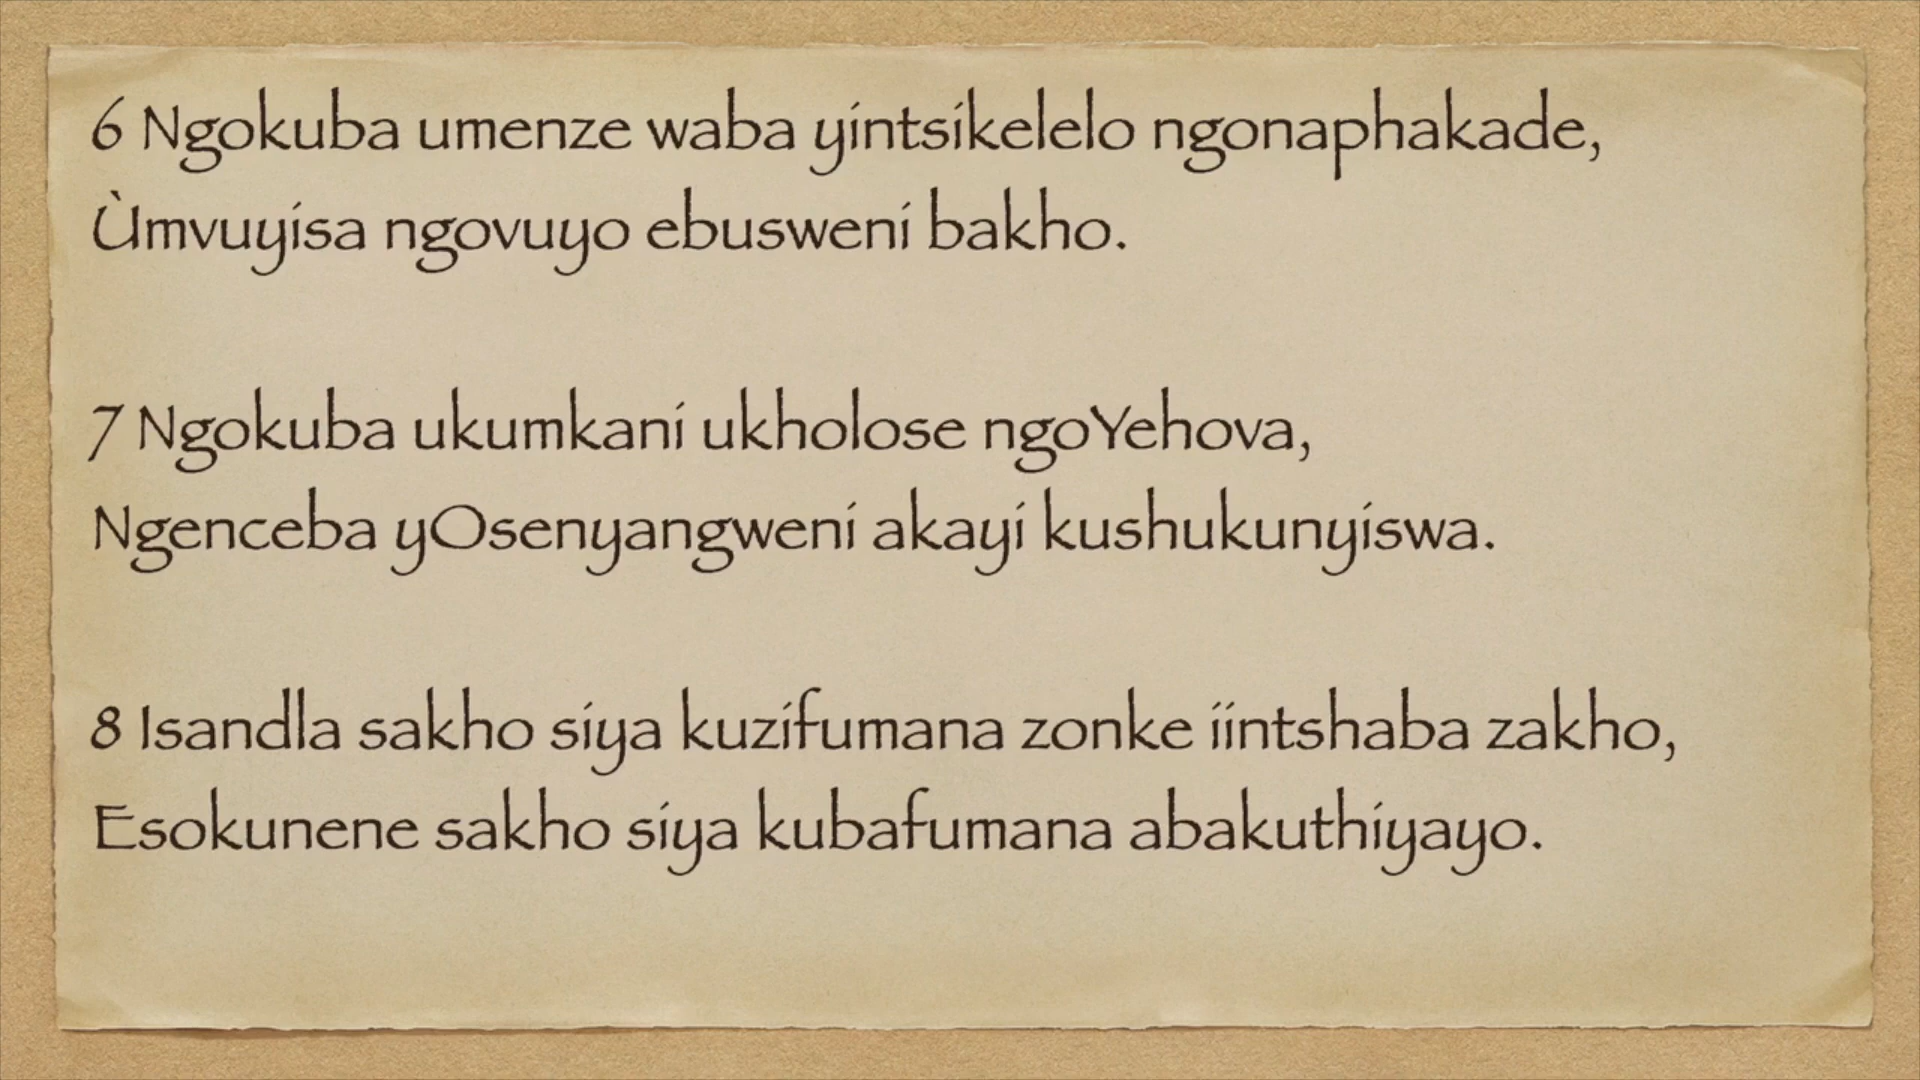 6 Ngokuba umenze waba yintsikelelo ngonaphakade,
Ùmvuyisa ngovuyo ebusweni bakho.
7 Ngokuba ukumkani ukholose ngoYehova,
Ngenceba yOsenyangweni akayi kushukunyiswa.
8 Isandla sakho siya kuzifumana zonke iintshaba zakho,
Esokunene sakho siya kubafumana abakuthiyayo.